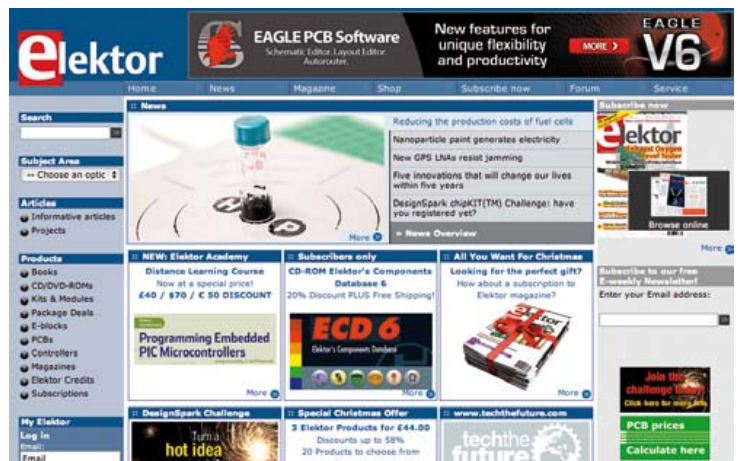 elektor
EAGLE PCB Software
Schematic Editor. Layout Editor.
Autorouter.
New features for
unique flexibility
and productivity
MORE
EAGLE
V6
Home News Magazine Shop Subscribe now Forum Service
Search
Subject Area
-- Choose an optic
Articles
Informative articles
Projects
Products
Books
CD/DVD-ROMs
Kits & Modules
Package Deals
E-blocks
PCBs
Controllers
Magazines
Elektor Credits
Subscriptions
My Elektor
Log in
Email:
Email
:: News
Reducing the production costs of fuel cells
Nanoparticle paint generates electricity
New GPS LNAs resist jamming
Five innovations that will change our lives
within five years
DesignSpark chipKIT(TM) Challenge: have
you registered yet?
» News Overview
More
:: NEW: Elektor Academy
Distance Learning Course
Now at a special price!
£40 / $70 / € 50 DISCOUNT
Programming Embedded
PIC Microcontrollers
More
:: Subscribers only
CD-ROM Elektor's Components
Database 6
20% Discount PLUS Free Shipping!
ECD 6
Elektor's Components Database
More
:: All You Want For Christmas
Looking for the perfect gift?
How about a subscription to
Elektor magazine?
More
:: DesignSpark Challenge
Turn a
hot idea
:: Special Christmas Offer
3 Elektor Products for £44.00
Discounts up to 58%
20 Products to choose from
:: www.techthefuture.com
techthe
future
Subscribe now
elektor
Browse online
More
Subscribe to our free
E-weekly Newsletter!
Enter your Email address:
Join the
challenge today!
Click here for more info
PCB prices
Calculate here